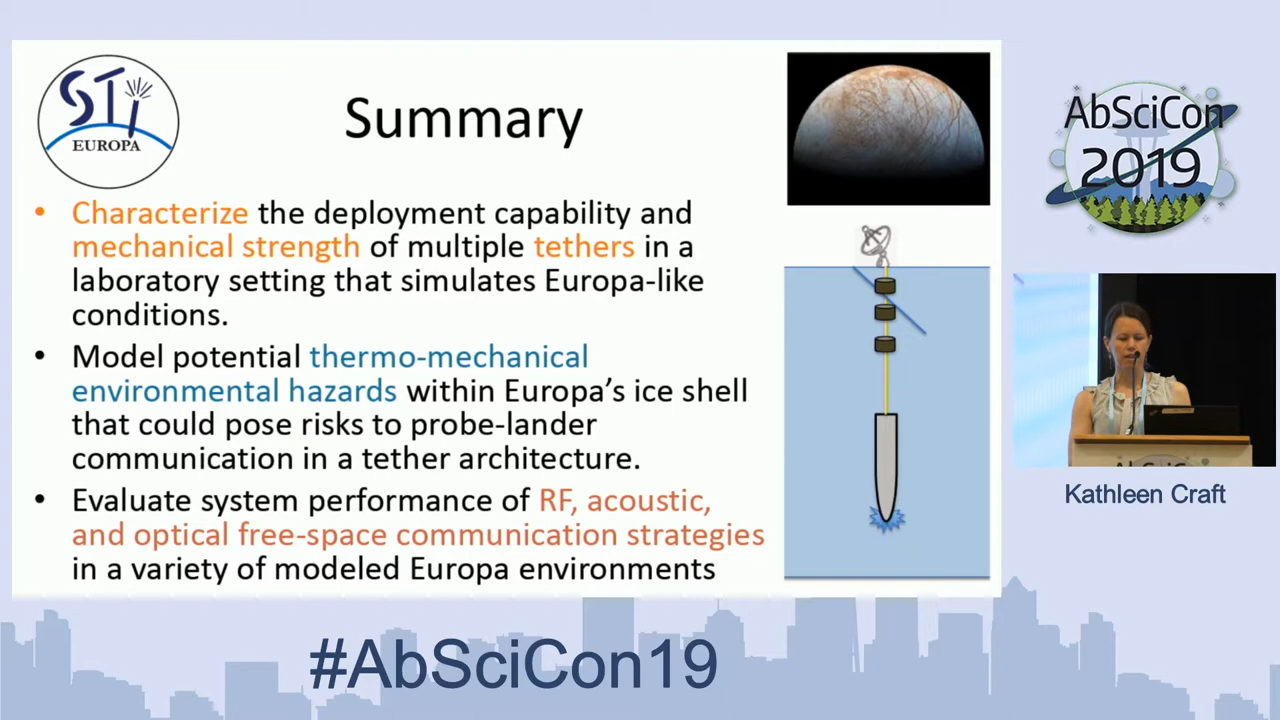 STI
EUROPA
Summary
• Characterize the deployment capability and
mechanical strength of multiple tethers in a
laboratory setting that simulates Europa-like
conditions.
• Model potential thermo-mechanical
environmental hazards within Europa’s ice shell
that could pose risks to probe-lander
communication in a tether architecture.
• Evaluate system performance of RF, acoustic,
and optical free-space communication strategies
in a variety of modeled Europa environments
AbSciCon
2019
AbSciCon
Kathleen Craft
#AbSciCon19